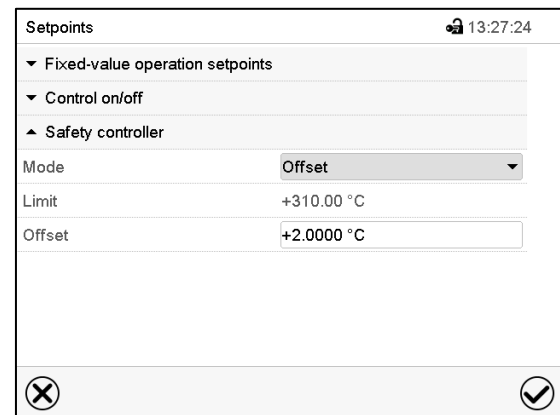 Setpoints 13:27:24
Fixed-value operation setpoints
Control on/off
Safety controller
Mode Offset
Limit +310.00 °C
Offset +2.0000 °C